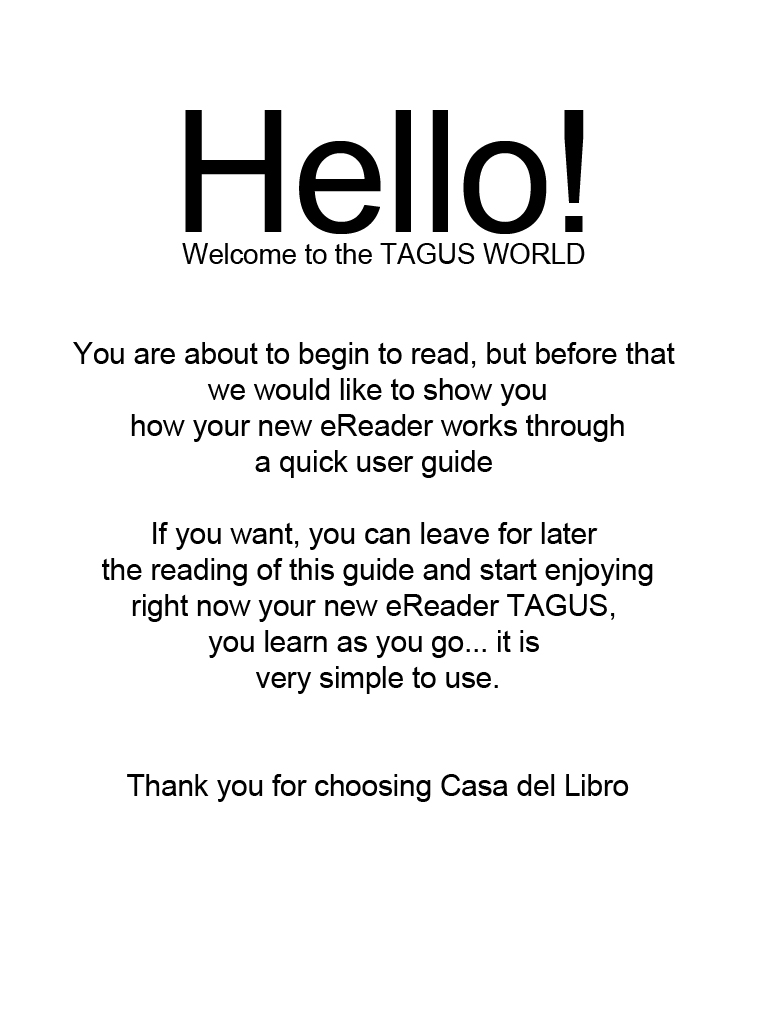 Hello!
Welcome to the TAGUS WORLD
You are about to begin to read, but before that
we would like to show you
how your new eReader works through
a quick user guide
If you want, you can leave for later
the reading of this guide and start enjoying
right now your new eReader TAGUS,
you learn as you go... it is
very simple to use.
Thank you for choosing Casa del Libro